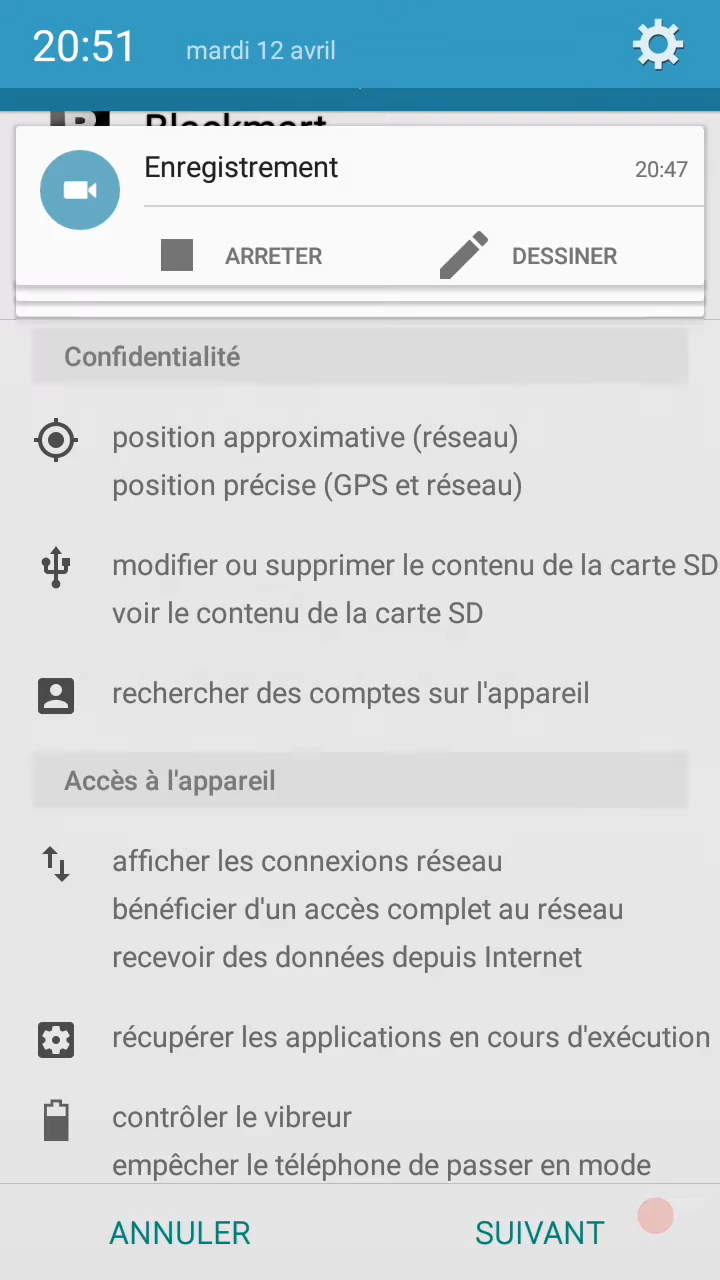 20:51
mardi 12 avril
Blackmart
Enregistrement
20:47
ARRETER
DESSINER
Confidentialité
position approximative (réseau)
position précise (GPS et réseau)
modifier ou supprimer le contenu de la carte SD
voir le contenu de la carte SD
rechercher des comptes sur l'appareil
Accès à l'appareil
afficher les connexions réseau
bénéficier d'un accès complet au réseau
recevoir des données depuis Internet
récupérer les applications en cours d'exécution
contrôler le vibreur
empêcher le téléphone de passer en mode
ANNULER
SUIVANT